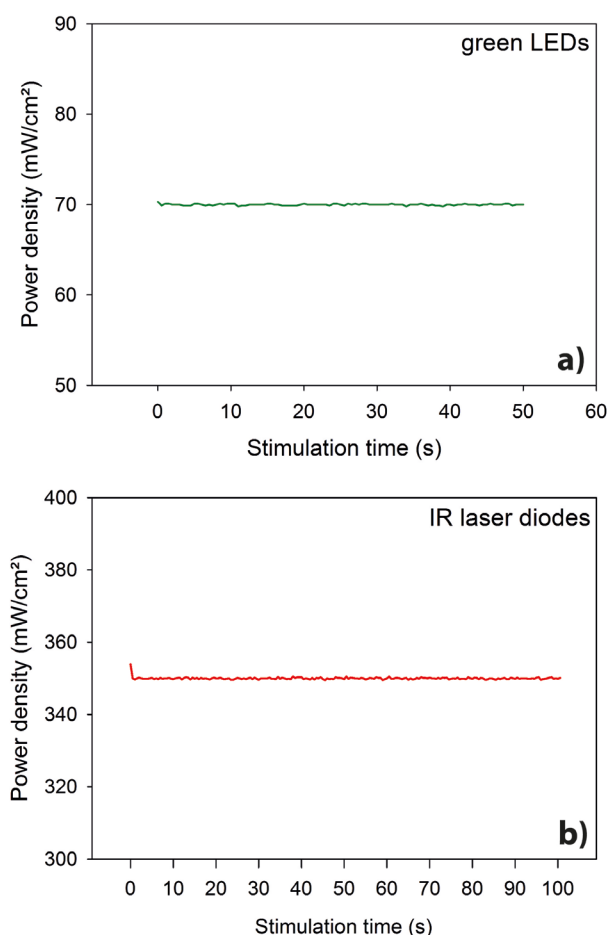 90
green LEDs
80
70
60
50
Power density (mW/cm²)
a)
0 10 20 30 40 50 60
Stimulation time (s)
400
IR laser diodes
380
360
340
320
300
Power density (mW/cm²)
b)
0 10 20 30 40 50 60 70 80 90 100
Stimulation time (s)